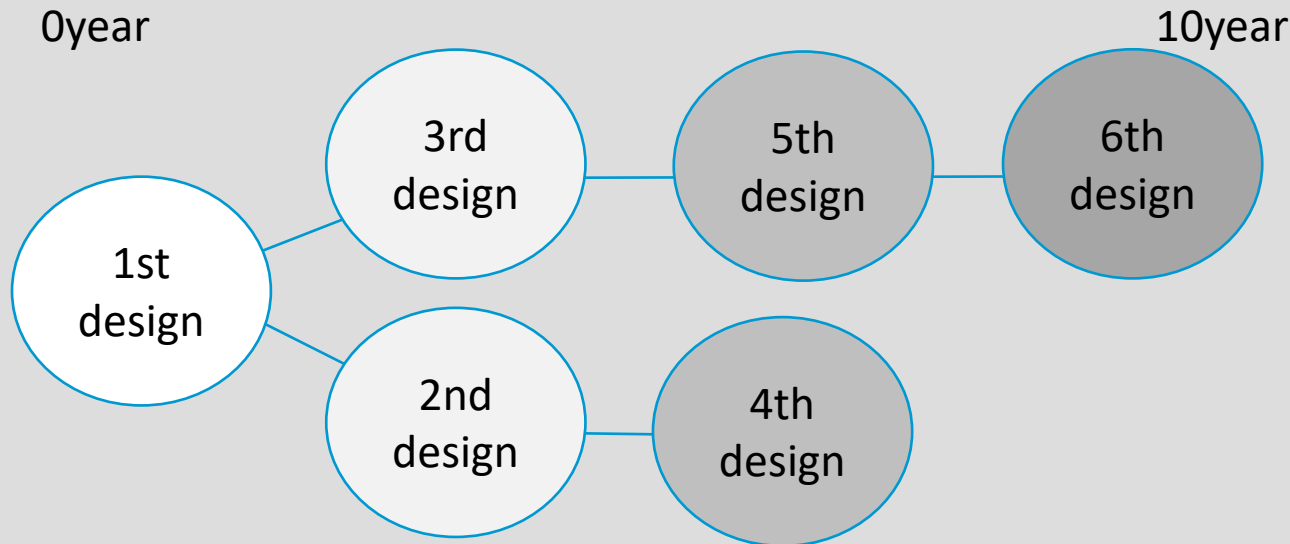 0year
10year
3rd
design
5th
design
6th
design
1st
design
2nd
design
4th
design